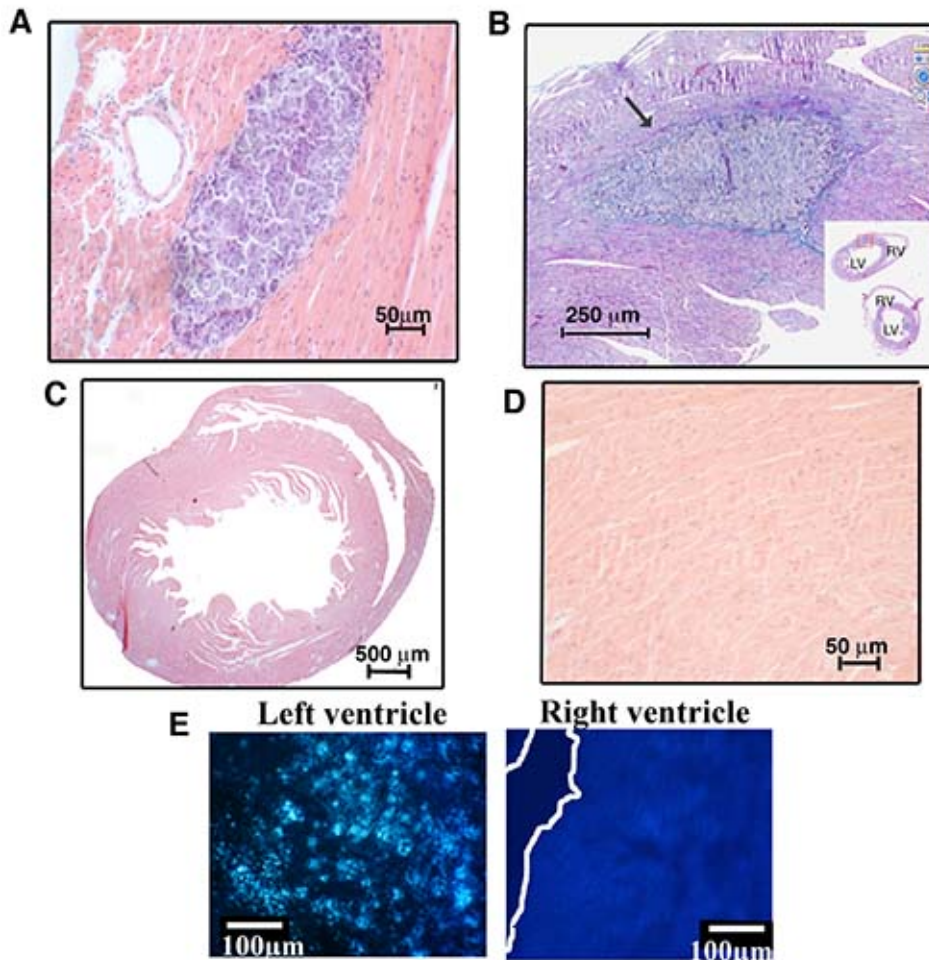 A
50μm
B
250 μm
LV
RV
RV
LV
C
500 μm
D
50 μm
E
Left ventricle
Right ventricle
100μm
100μm